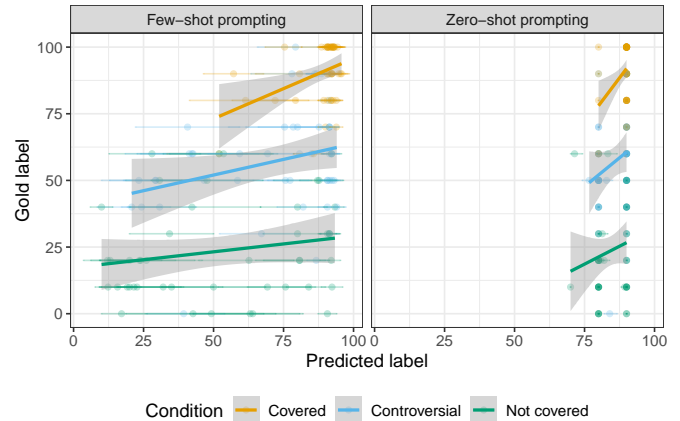 Few-shot prompting
Zero-shot prompting
100
75
50
25
0
Gold label
0 25 50 75 100
0 25 50 75 100
Predicted label
Condition Covered Controversial Not covered